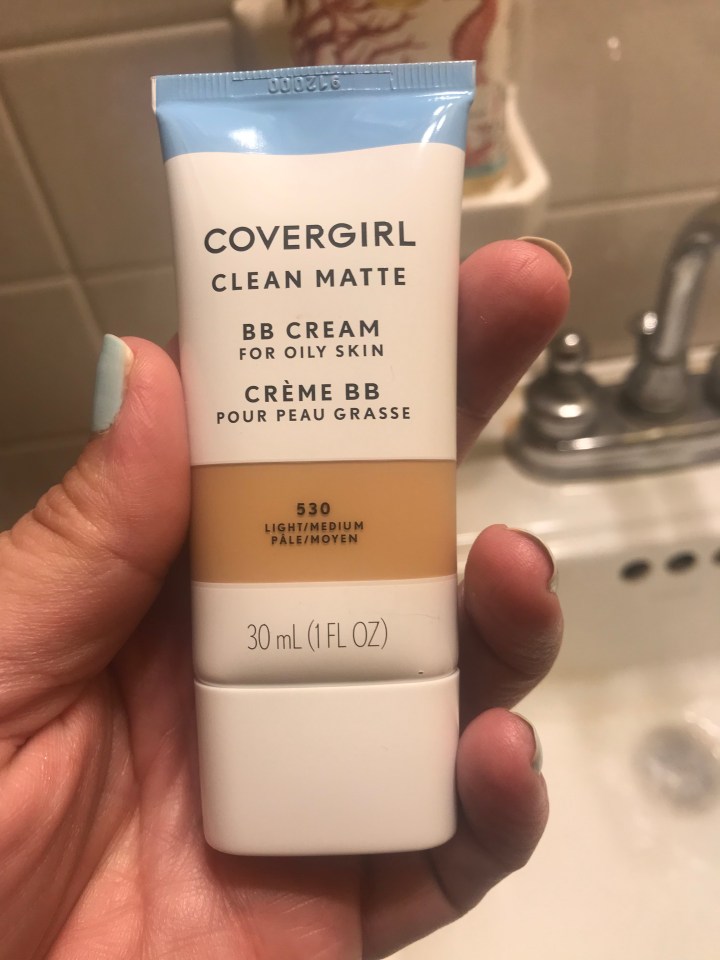 COVERGIRL
CLEAN MATTE
BB CREAM
FOR OILY SKIN
CRÈME BB
POUR PEAU GRASSE
530
LIGHT/MEDIUM
PÂLE/MOYEN
30 mL (1 FL OZ)